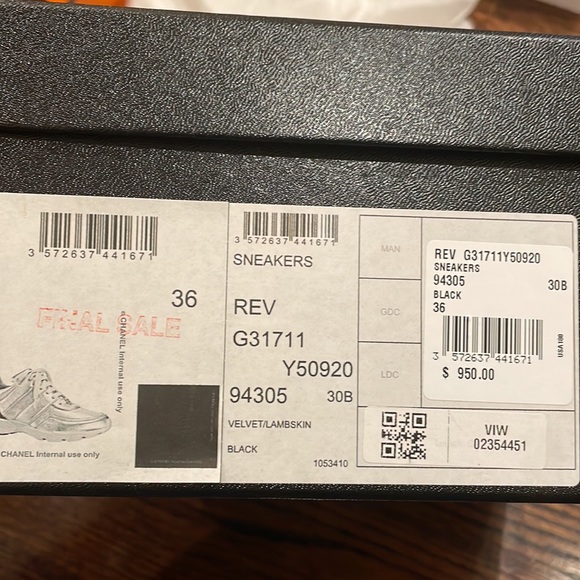 3 572637 441671
36
FINAL SALE
CHANEL Internal use only
CHANEL Internal use only
3 572637 441671
SNEAKERS
REV
G31711
Y50920
94305 30B
VELVET/LAMBSKIN
BLACK
1053410
MAN
GDC
LDC
REV G31711Y50920
SNEAKERS
94305 30B
BLACK
36
3 572637 441671
USA I00
$ 950.00
VIW
02354451